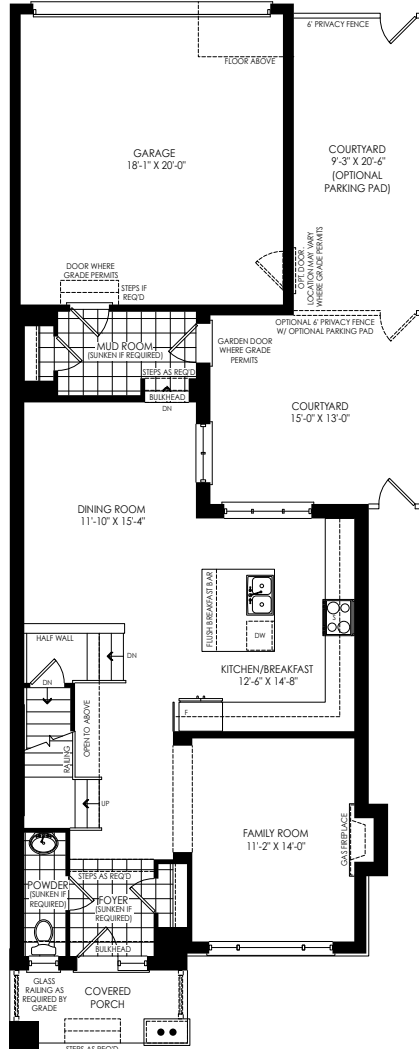 6' PRIVACY FENCE
FLOOR ABOVE
GARAGE
18'-1" X 20'-0"
COURTYARD
9'-3" X 20'-6"
(OPTIONAL
PARKING PAD)
OPT. DOOR.
LOCATION MAY VARY
WHERE GRADE PERMITS
DOOR WHERE
GRADE PERMITS
STEPS IF
REQ'D
OPTIONAL 6' PRIVACY FENCE
W/ OPTIONAL PARKING PAD
MUD ROOM
(SUNKEN IF REQUIRED)
GARDEN DOOR
WHERE GRADE
PERMITS
STEPS AS REQ'D
BULKHEAD
DN
COURTYARD
15'-0" X 13'-0"
DINING ROOM
11'-10" X 15'-4"
FLUSH BREAKFAST BAR
DW
S
HALF WALL
DN
KITCHEN/BREAKFAST
12'-6" X 14'-8"
DN
OPEN TO ABOVE
F
RAILING
UP
FAMILY ROOM
11'-2" X 14'-0"
GAS FIREPLACE
STEPS AS REQ'D
POWDER
(SUNKEN IF
REQUIRED)
FOYER
(SUNKEN IF
REQUIRED)
BULKHEAD
GLASS
RAILING AS
REQUIRED BY
GRADE
COVERED
PORCH
STEPS AS REQ'D